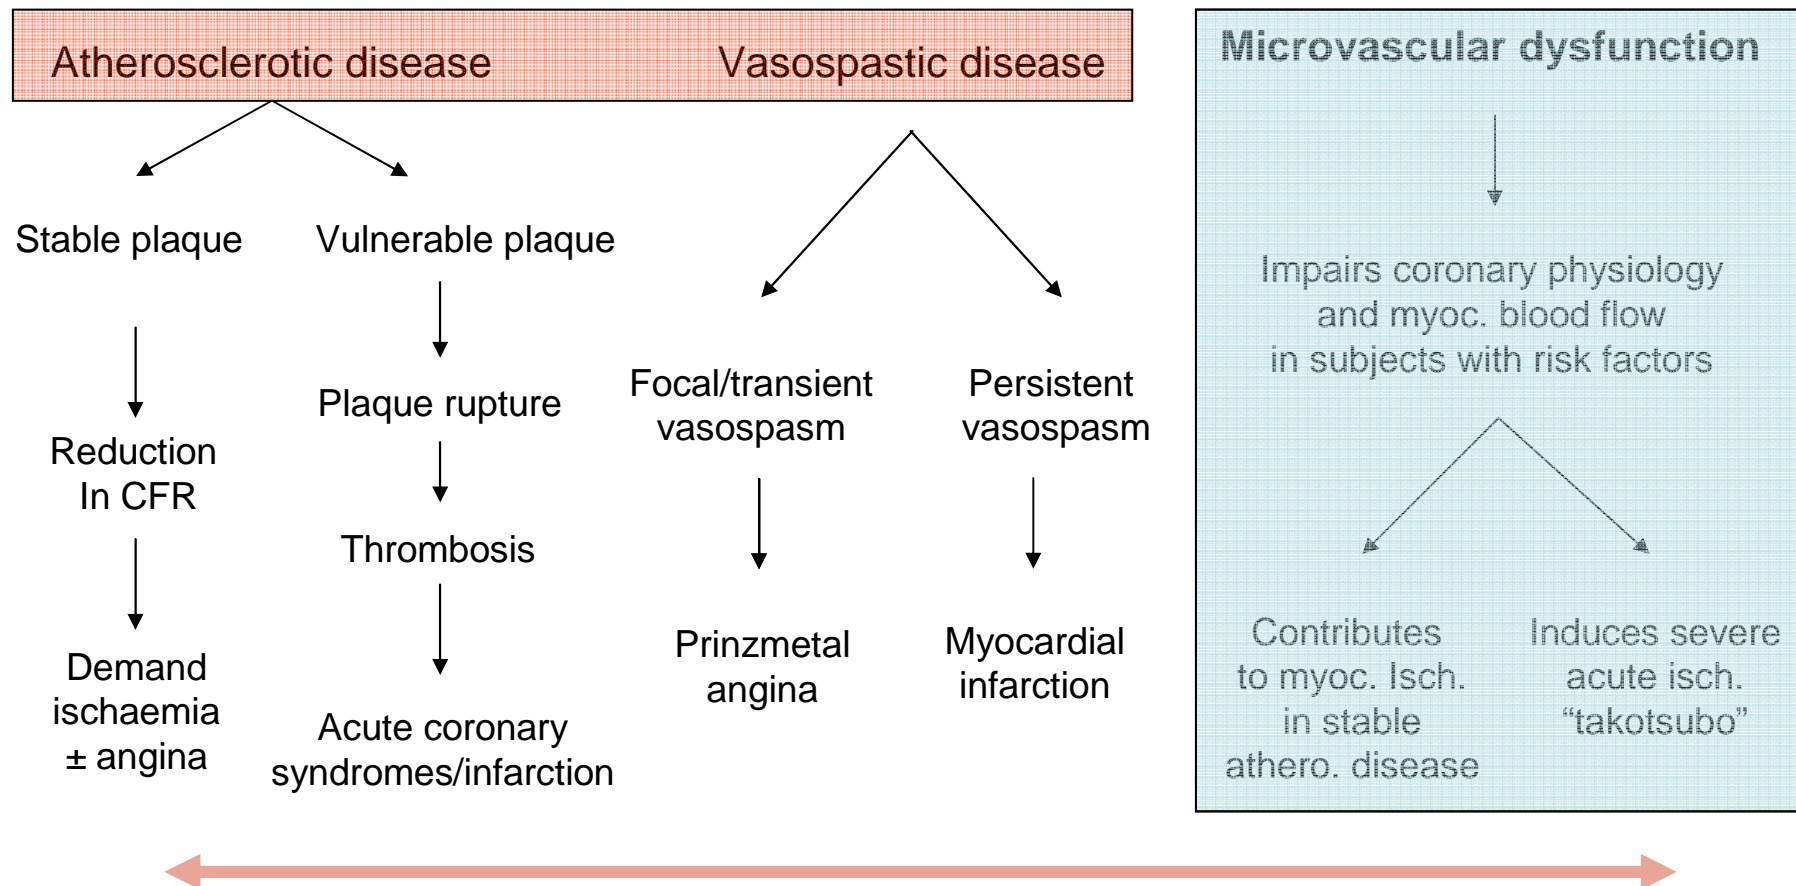 Atherosclerotic disease
Stable plaque
Reduction
In CFR
Demand
ischaemia
± angina
Vulnerable plaque
Plaque rupture
Thrombosis
Acute coronary
syndromes/infarction
Vasospastic disease
Focal/transient
vasospasm
Prinzmetal
angina
Persistent
vasospasm
Myocardial
infarction
Microvascular dysfunction
Impairs coronary physiology
and myoc. blood flow
in subjects with risk factors
Contributes
to myoc. Isch.
in stable
athero. disease
Induces severe
acute isch.
“takotsubo”